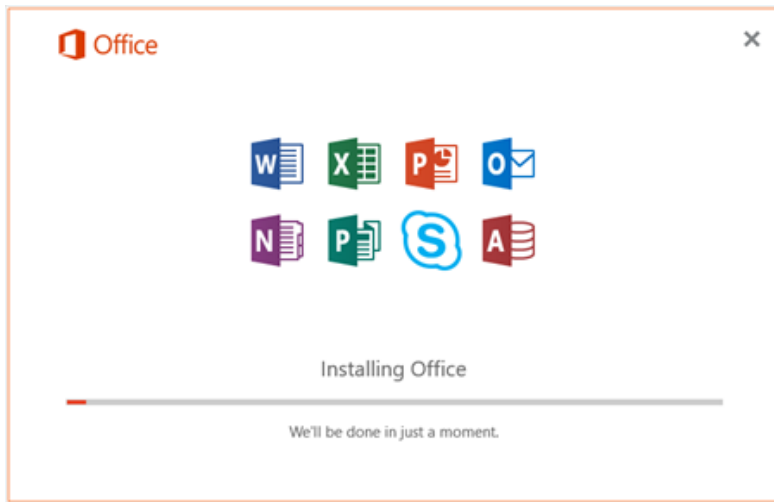 Office
W X P O
N P S A
Installing Office
We'll be done in just a moment.